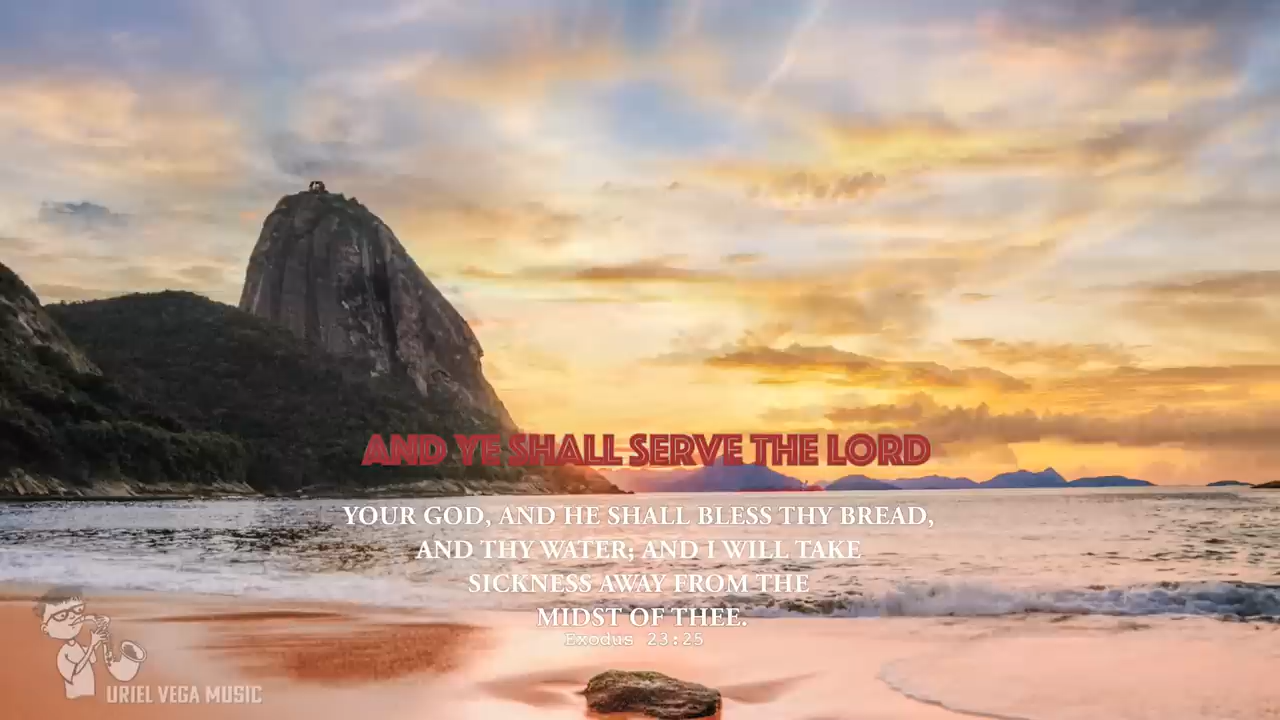 AND YE SHALL SERVE THE LORD
YOUR GOD, AND HE SHALL BLESS THY BREAD,
AND THY WATER; AND I WILL TAKE
SICKNESS AWAY FROM THE
MIDST OF THEE.
Exodus 23:25
URIEL VEGA MUSIC